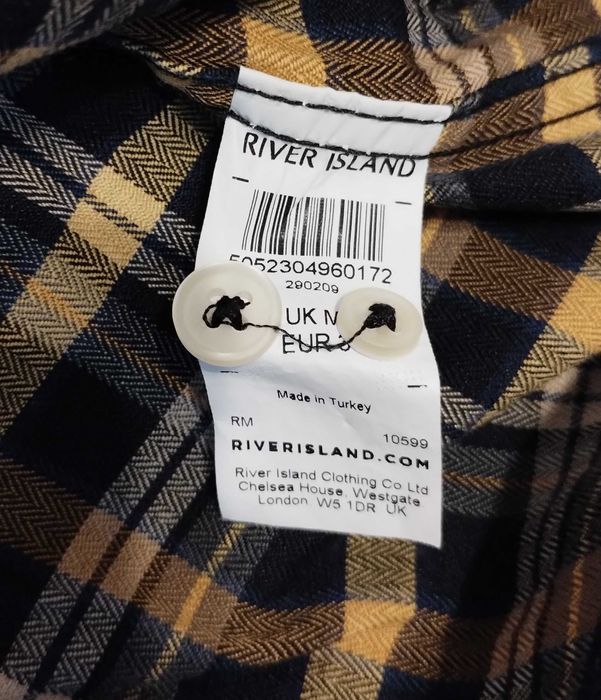 RIVER ISLAND
5052304960172
290209
UK M
EUR
Made in Turkey
RM 10599
RIVERISLAND.COM
River Island Clothing Co Ltd
Chelsea House, Westgate
London W5 1DR UK